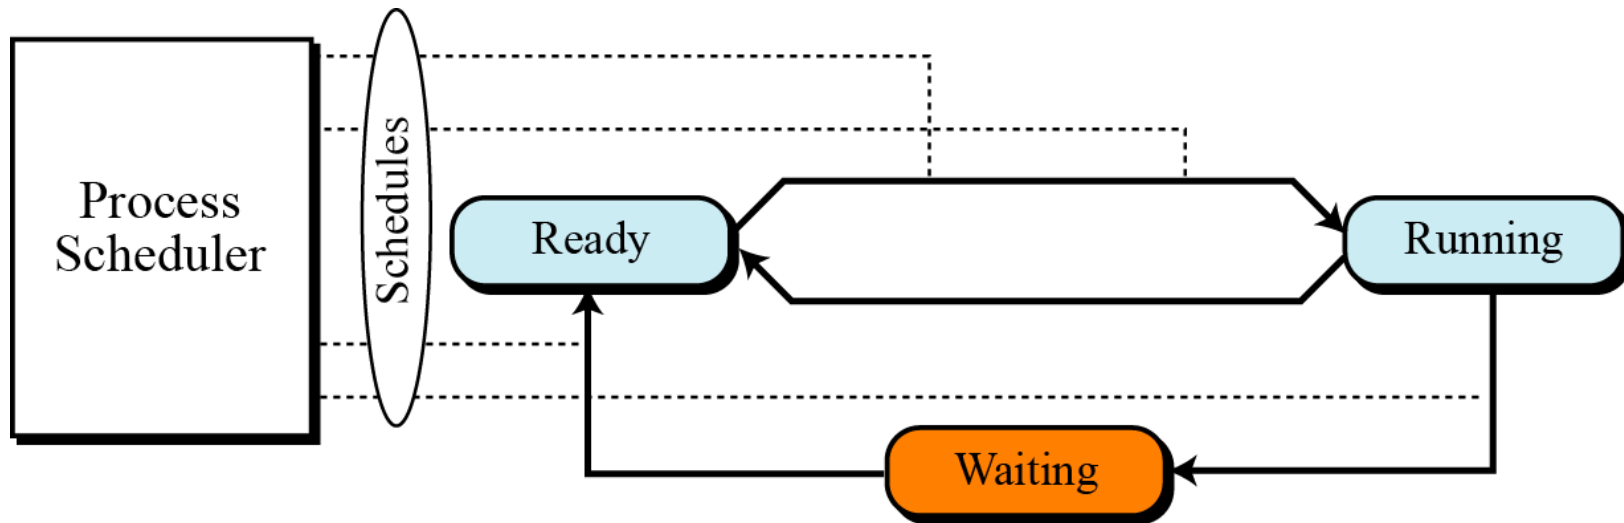 Process
Scheduler
Schedules
Ready
Running
Waiting